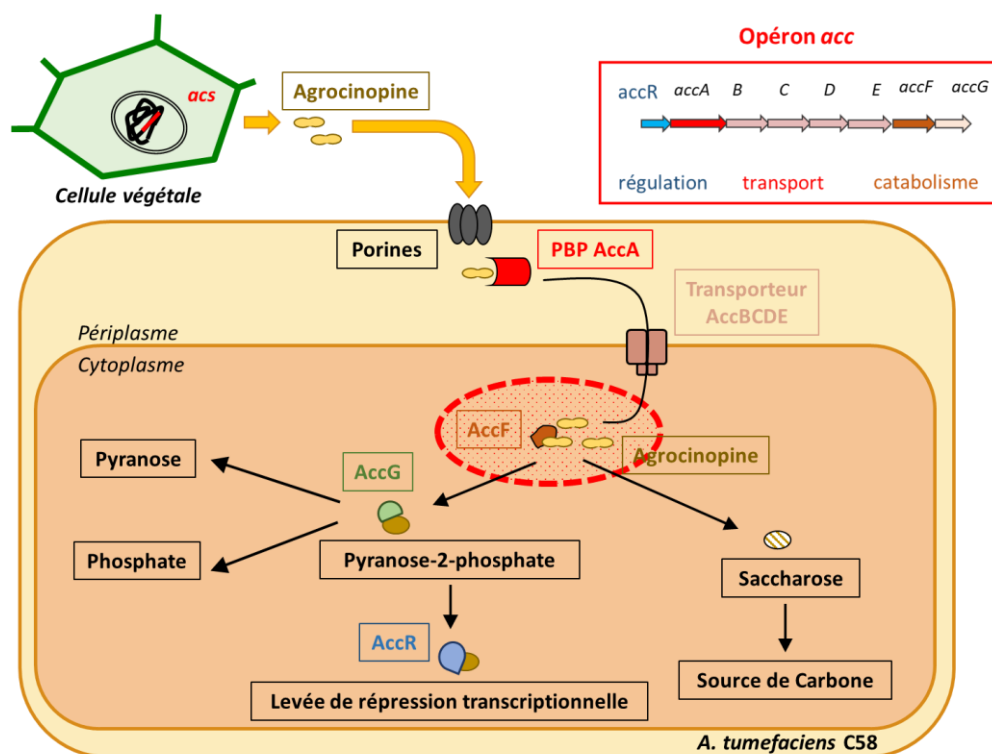 Opéron acc
acs
Agrocinopine
accR accA B C D E accF accG
régulation transport catabolisme
Cellule végétale
Porines
PBP AccA
Transporteur
AccBCDE
Périplasme
Cytoplasme
AccF
Agrocinopine
Pyranose
AccG
Phosphate
Pyranose-2-phosphate
Saccharose
AccR
Levée de répression transcriptionnelle
Source de Carbone
A. tumefaciens C58